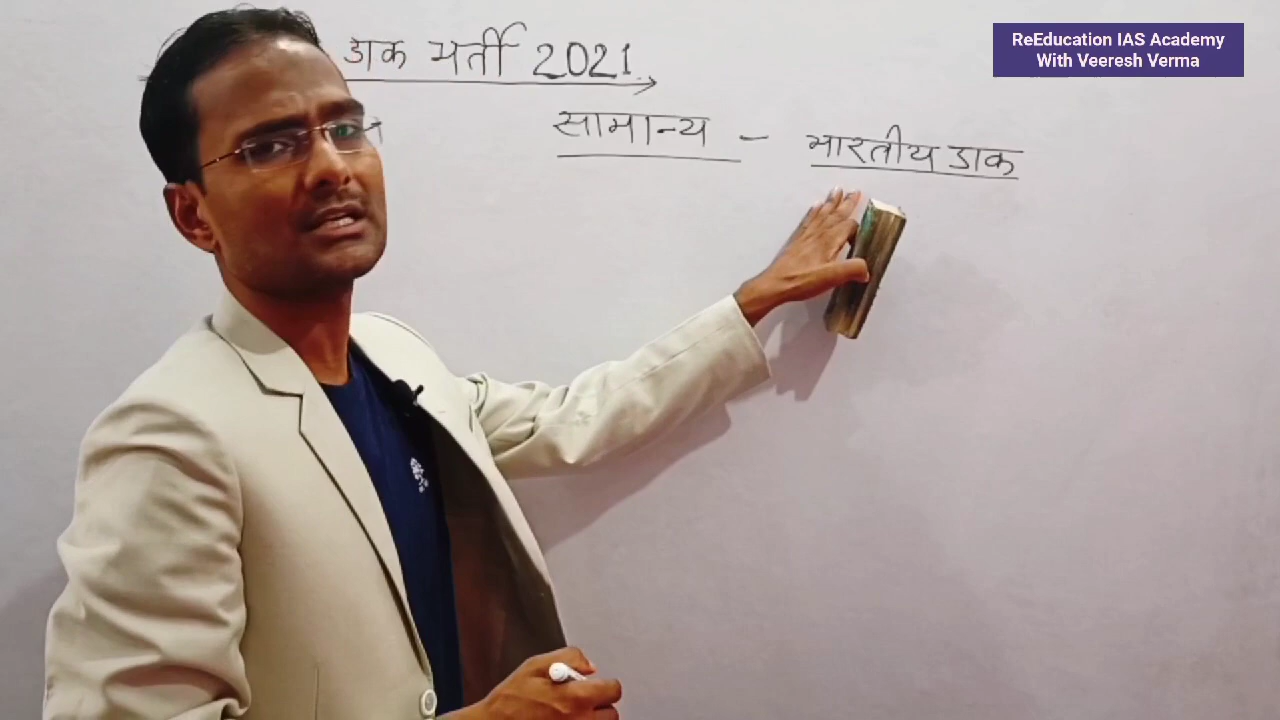 डाक भर्ती 2021
ReEducation IAS Academy
With Veeresh Verma
सामान्य - भारतीय डाक